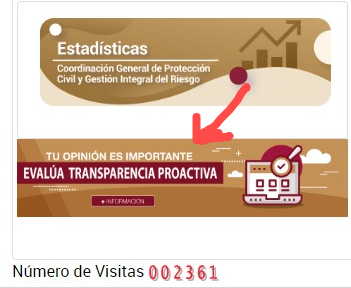 Estadísticas
Coordinación General de Protección
Civil y Gestión Integral del Riesgo
TU OPINIÓN ES IMPORTANTE
EVALÚA TRANSPARENCIA PROACTIVA
+ INFORMACIÓN
Número de Visitas 002361